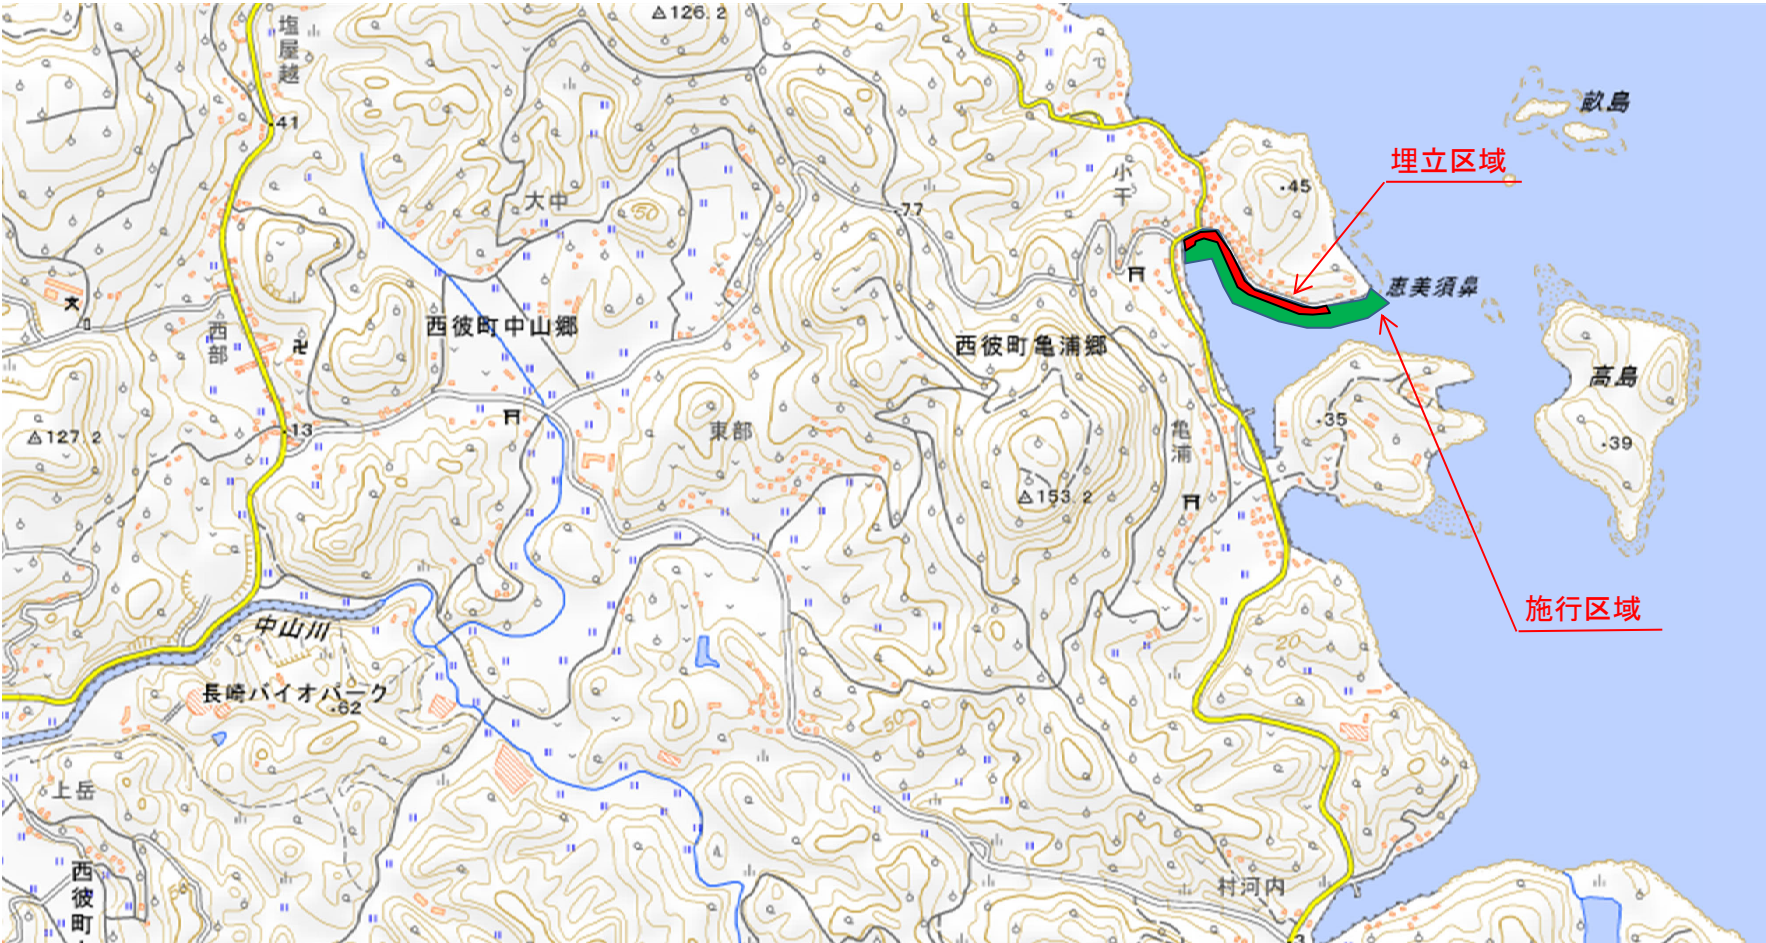 126.2
塩屋越
41
畝島
埋立区域
小干
45
大中
50
77
恵美須鼻
西部
西彼町中山郷
西彼町亀浦郷
高島
35
39
127.2
13
東部
亀浦
153.2
施行区域
中山川
20
長崎バイオパーク
62
50
上岳
西彼町
村河内
3